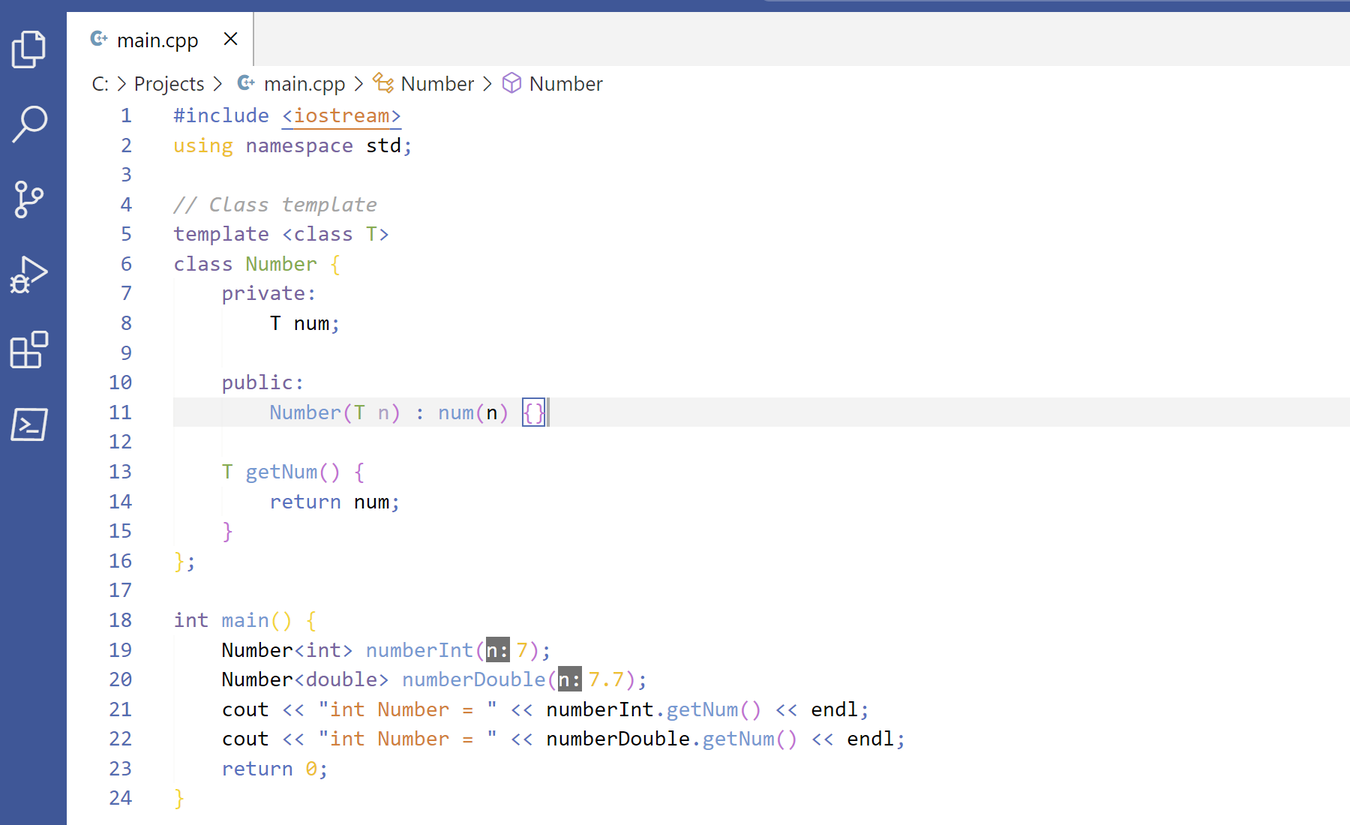 main.cpp
C: > Projects > main.cpp > Number > Number
1 #include <iostream>
2 using namespace std;
3
4 // Class template
5 template <class T>
6 class Number {
7     private:
8         T num;
9
10     public:
11         Number(T n) : num(n) {}
12
13     T getNum() {
14         return num;
15     }
16 };
17
18 int main() {
19     Number<int> numberInt(n: 7);
20     Number<double> numberDouble(n: 7.7);
21     cout << "int Number = " << numberInt.getNum() << endl;
22     cout << "int Number = " << numberDouble.getNum() << endl;
23     return 0;
24 }